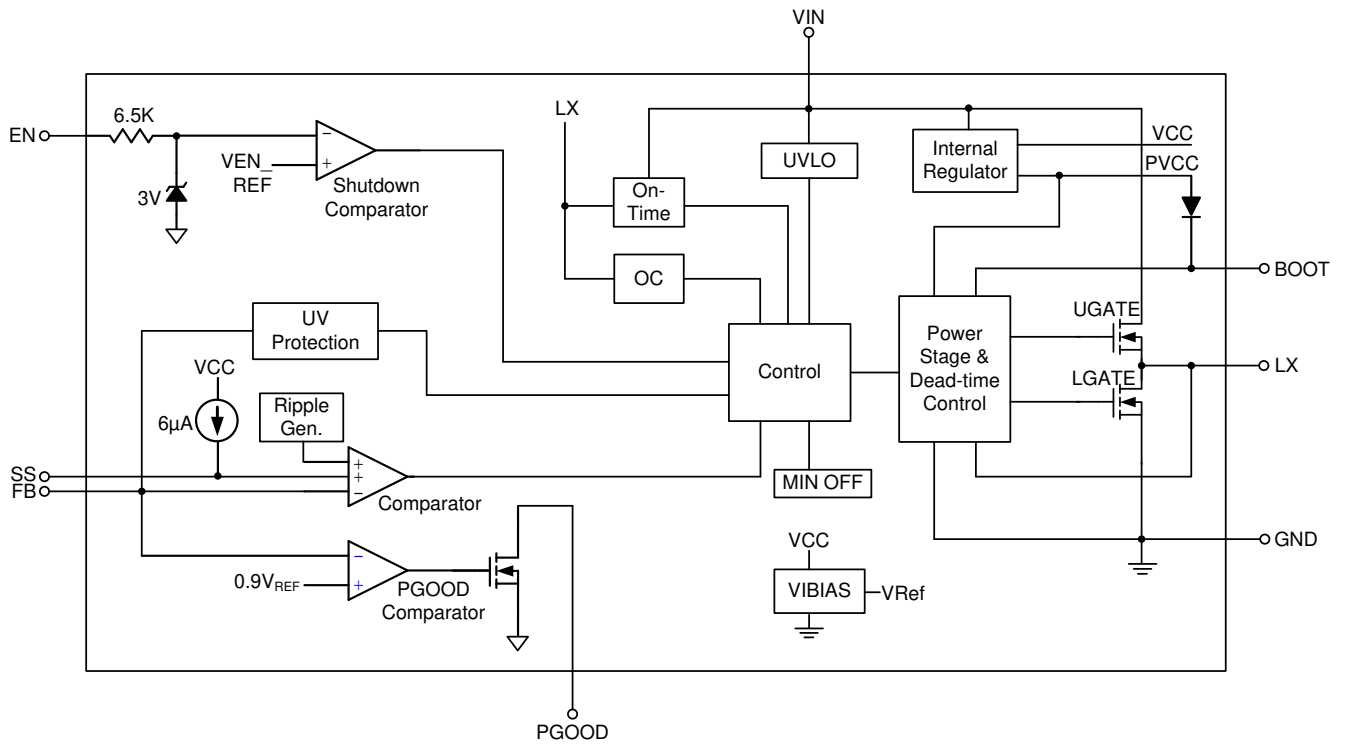 VIN
EN
6.5K
3V
VEN_
REF
−
+
Shutdown
Comparator
LX
On-
Time
OC
UVLO
Internal
Regulator
VCC
PVCC
BOOT
UV
Protection
VCC
6µA
Ripple
Gen.
SS
FB
+
+
−
Comparator
Control
MIN OFF
Power
Stage &
Dead-time
Control
UGATE
LGATE
LX
GND
0.9VREF
−
+
PGOOD
Comparator
VCC
VIBIAS
VRef
PGOOD